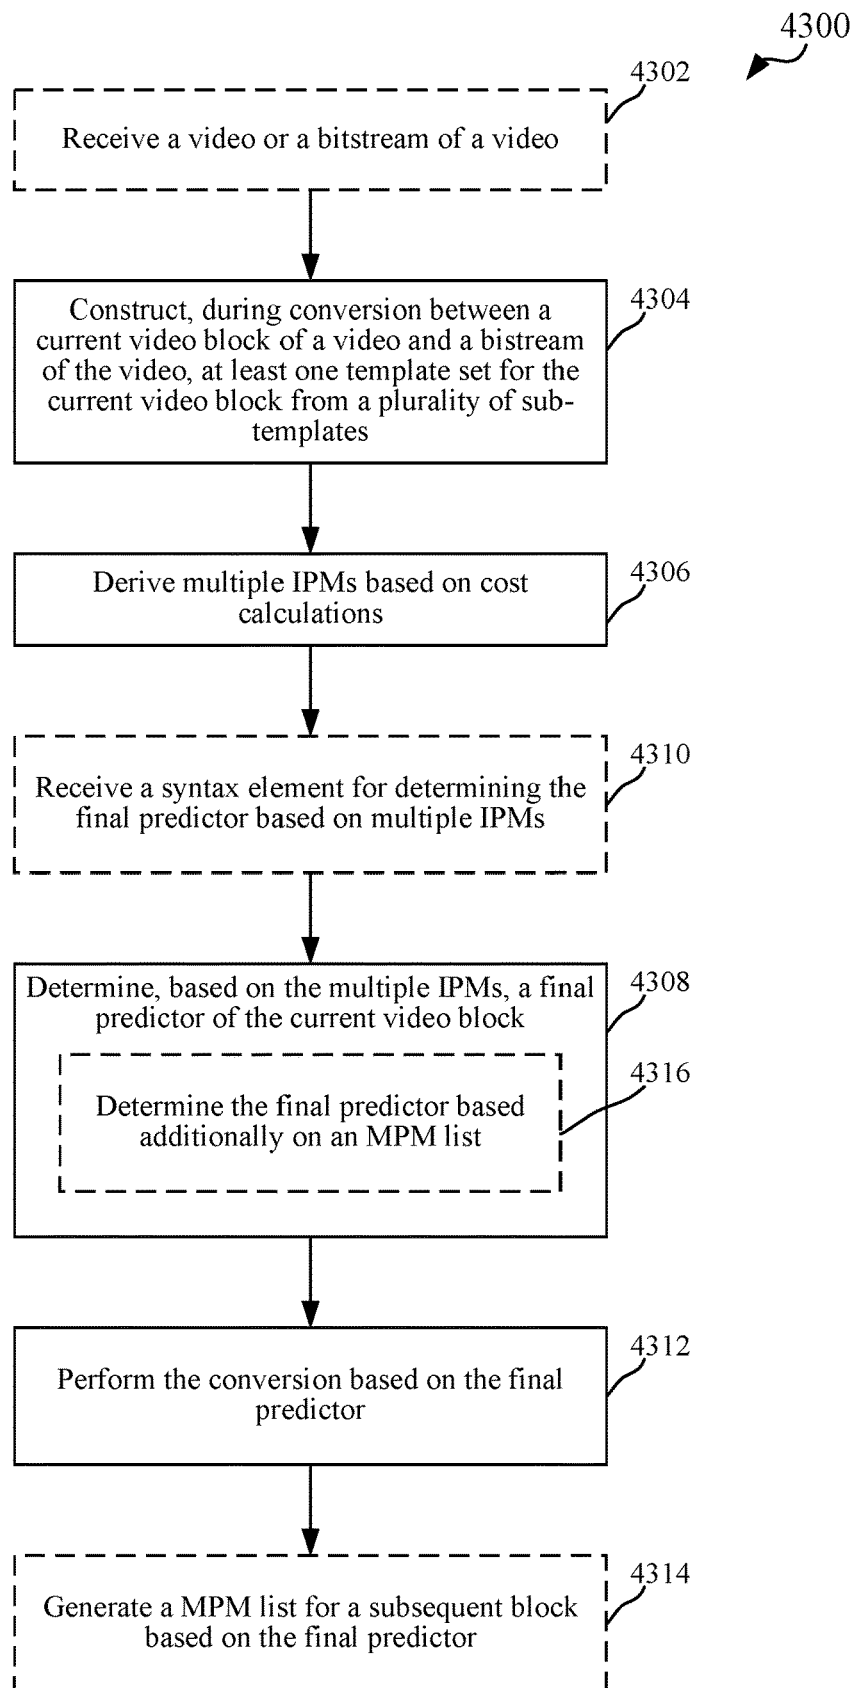 4300
4302
Receive a video or a bitstream of a video
4304
Construct, during conversion between a
current video block of a video and a bistream
of the video, at least one template set for the
current video block from a plurality of sub-
templates
4306
Derive multiple IPMs based on cost
calculations
4310
Receive a syntax element for determining the
final predictor based on multiple IPMs
4308
Determine, based on the multiple IPMs, a final
predictor of the current video block
4316
Determine the final predictor based
additionally on an MPM list
4312
Perform the conversion based on the final
predictor
4314
Generate a MPM list for a subsequent block
based on the final predictor